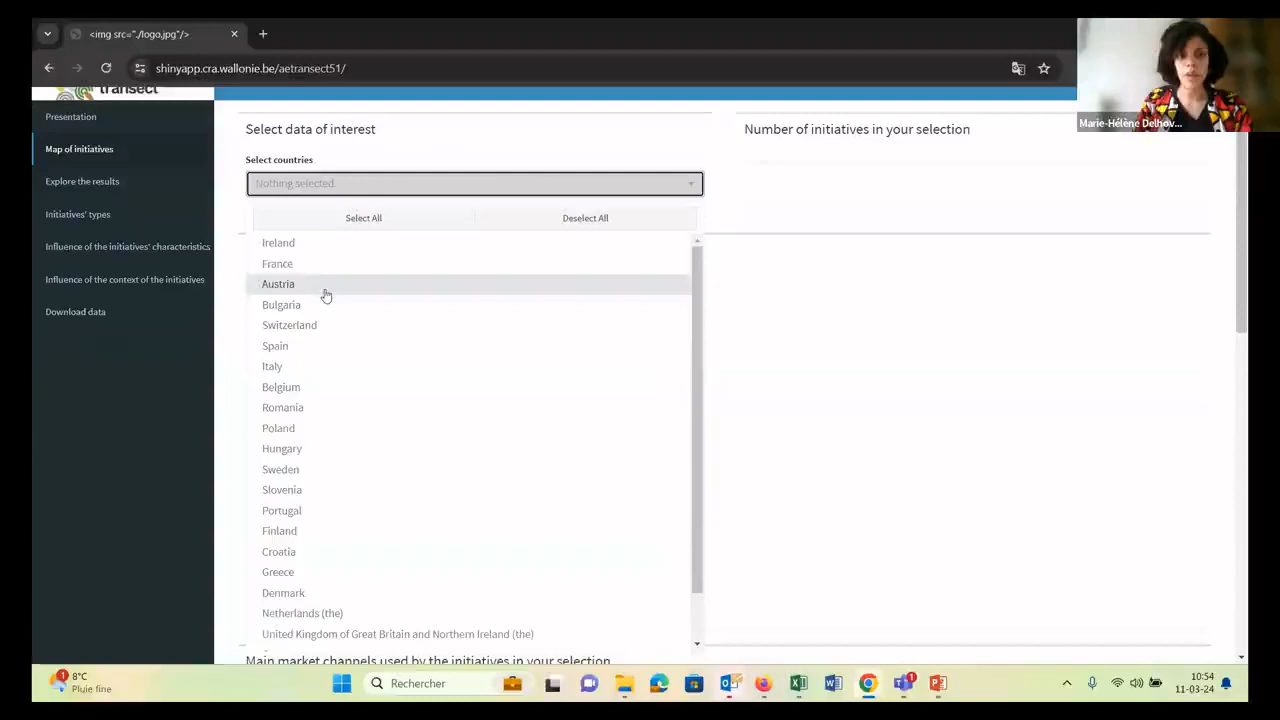 <img src="./logo.jpg"/>
shinyapp.cra.wallonie.be/aetransect51/
transect
Marie-Hélène Delhov...
Presentation
Map of initiatives
Explore the results
Initiatives' types
Influence of the initiatives' characteristics
Influence of the context of the initiatives
Download data
Select data of interest
Number of initiatives in your selection
Select countries
Nothing selected
Select All
Deselect All
Ireland
France
Austria
Bulgaria
Switzerland
Spain
Italy
Belgium
Romania
Poland
Hungary
Sweden
Slovenia
Portugal
Finland
Croatia
Greece
Denmark
Netherlands (the)
United Kingdom of Great Britain and Northern Ireland (the)
Main market channels used by the initiatives in your selection
1
8°C
Pluie fine
Rechercher
1
10:54
11-03-24